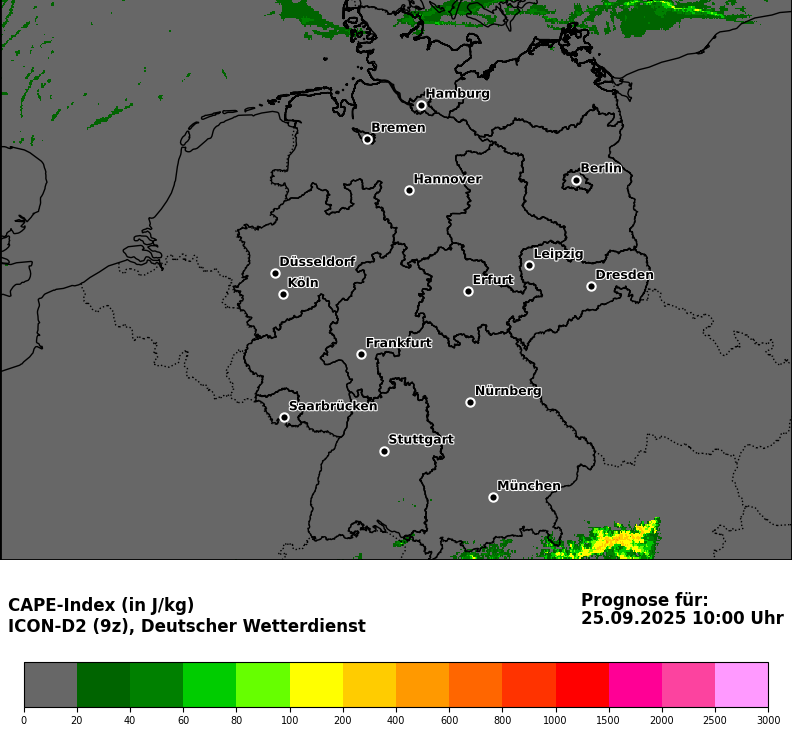 Hamburg
Bremen
Berlin
Hannover
Leipzig
Düsseldorf
Dresden
Erfurt
Köln
Frankfurt
Nürnberg
Saarbrücken
Stuttgart
München
CAPE-Index (in J/kg)
ICON-D2 (9z), Deutscher Wetterdienst
Prognose für:
25.09.2025 10:00 Uhr
0 20 40 60 80 100 200 400 600 800 1000 1500 2000 2500 3000